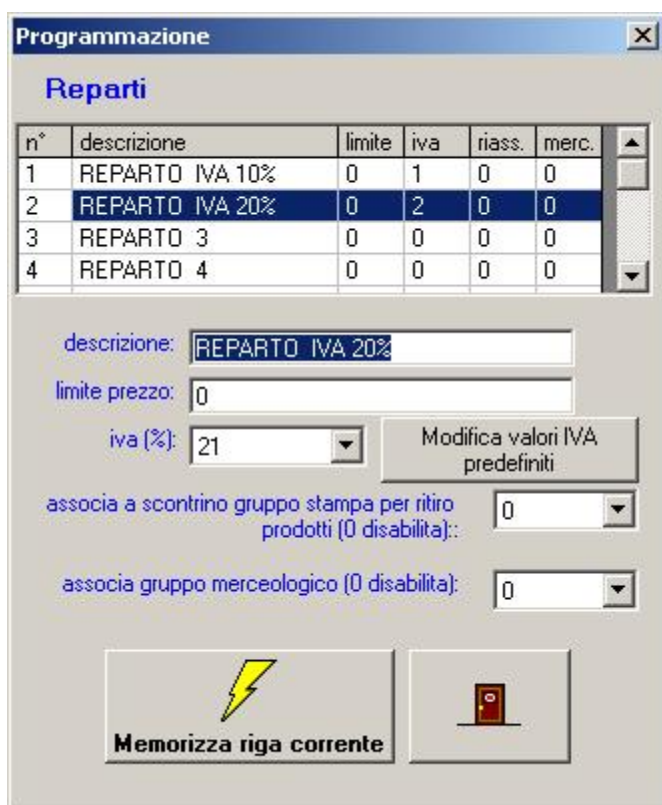 Programmazione
Reparti
n° descrizione limite iva riass. merc.
1 REPARTO IVA 10% 0 1 0 0
2 REPARTO IVA 20% 0 2 0 0
3 REPARTO 3 0 0 0 0
4 REPARTO 4 0 0 0 0
descrizione: REPARTO IVA 20%
limite prezzo: 0
iva (%): 21 Modifica valori IVA
predefiniti
associa a scontrino gruppo stampa per ritiro
prodotti (0 disabilita):: 0
associa gruppo merceologico (0 disabilita): 0
Memorizza riga corrente